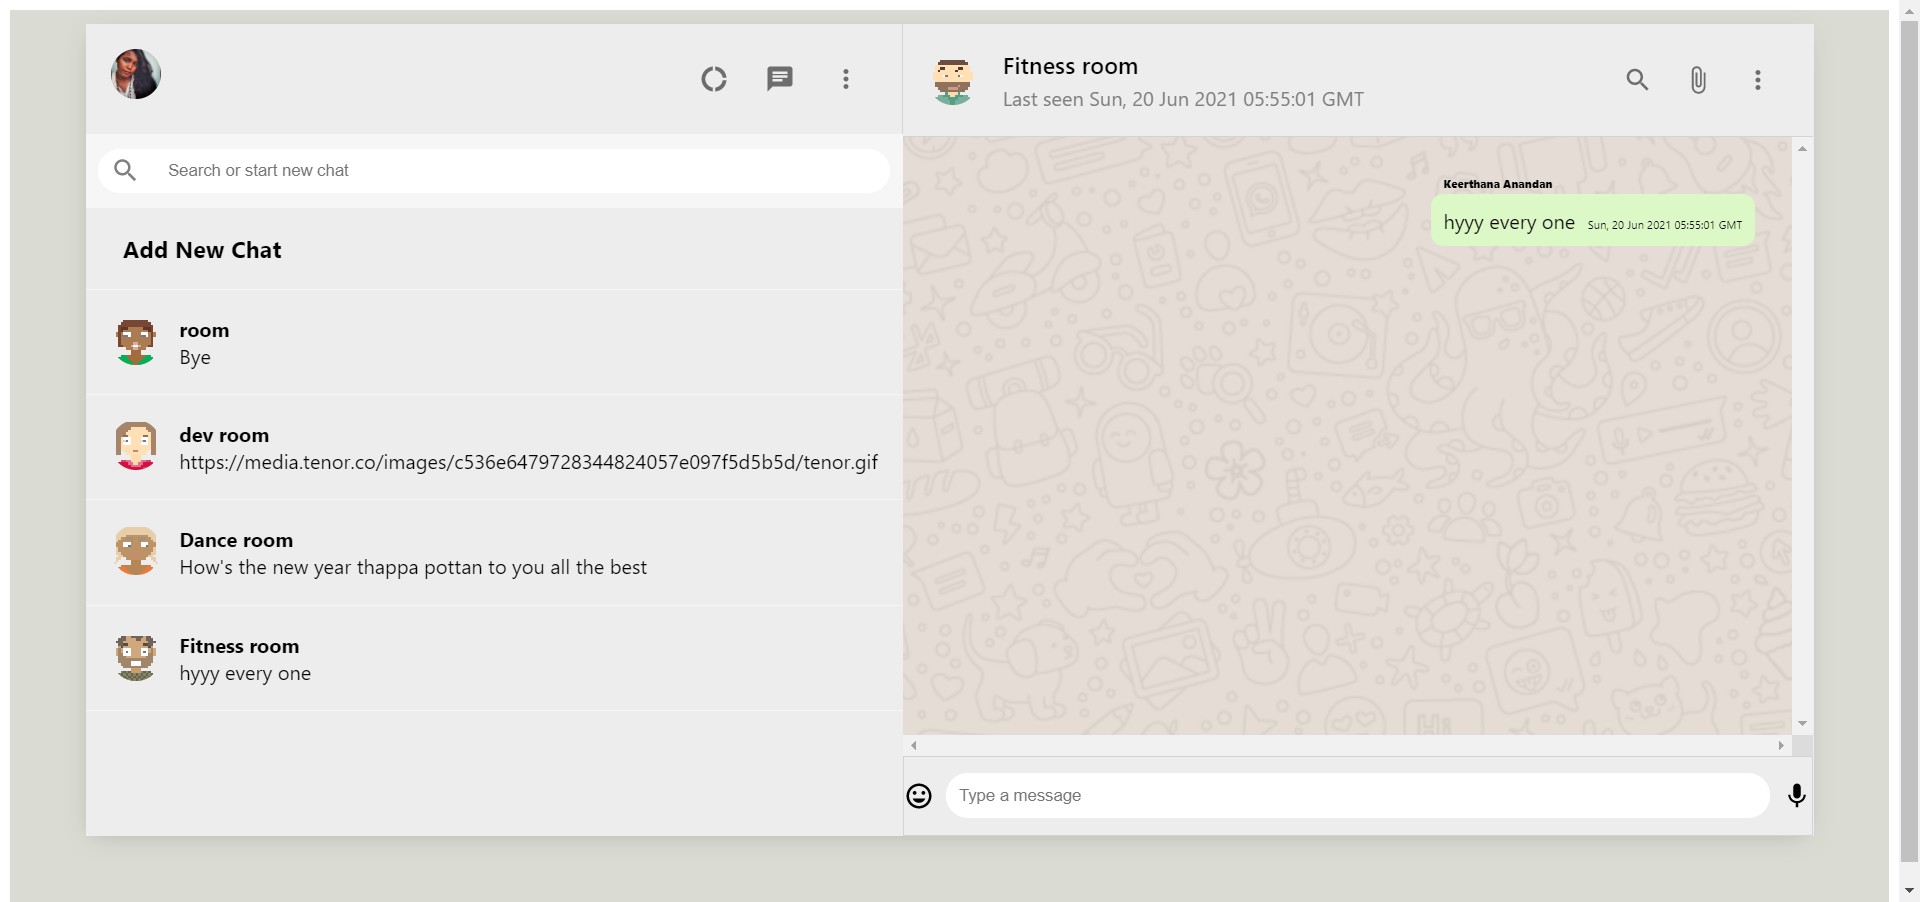 Fitness room
Last seen Sun, 20 Jun 2021 05:55:01 GMT
Search or start new chat
Add New Chat
room
Bye
dev room
https://media.tenor.co/images/c536e6479728344824057e097f5d5b5d/tenor.gif
Dance room
How's the new year thappa pottan to you all the best
Fitness room
hyyy every one
Keerthana Anandan
hyyy every one Sun, 20 Jun 2021 05:55:01 GMT
Type a message